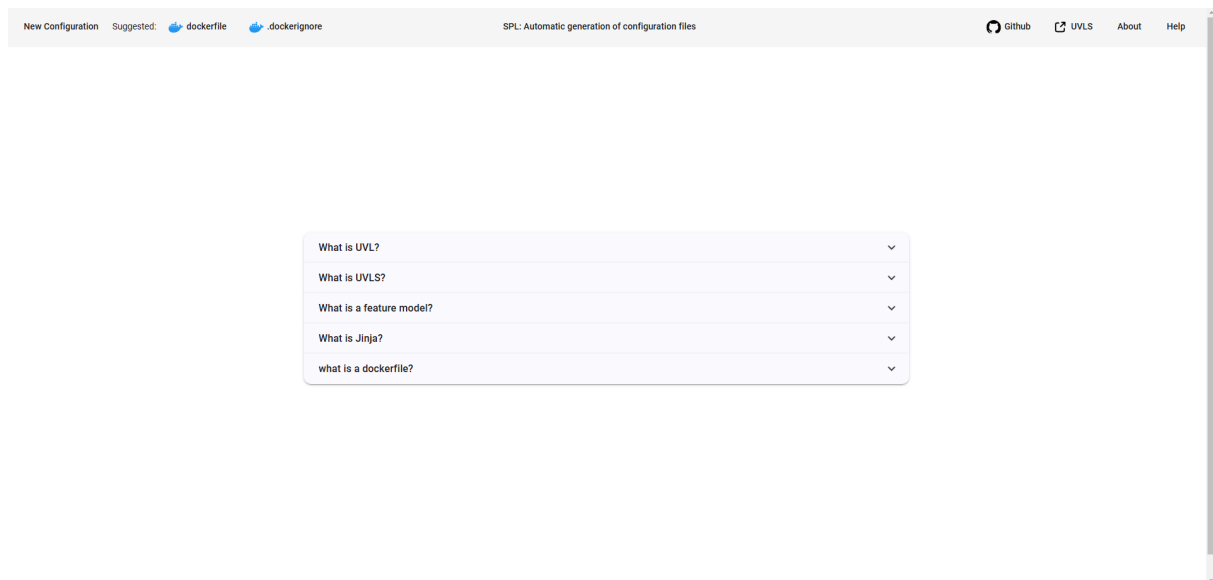 New Configuration Suggested: dockerfile .dockerignore SPL: Automatic generation of configuration files Github UVLS About Help
What is UVL?
What is UVLS?
What is a feature model?
What is Jinja?
what is a dockerfile?